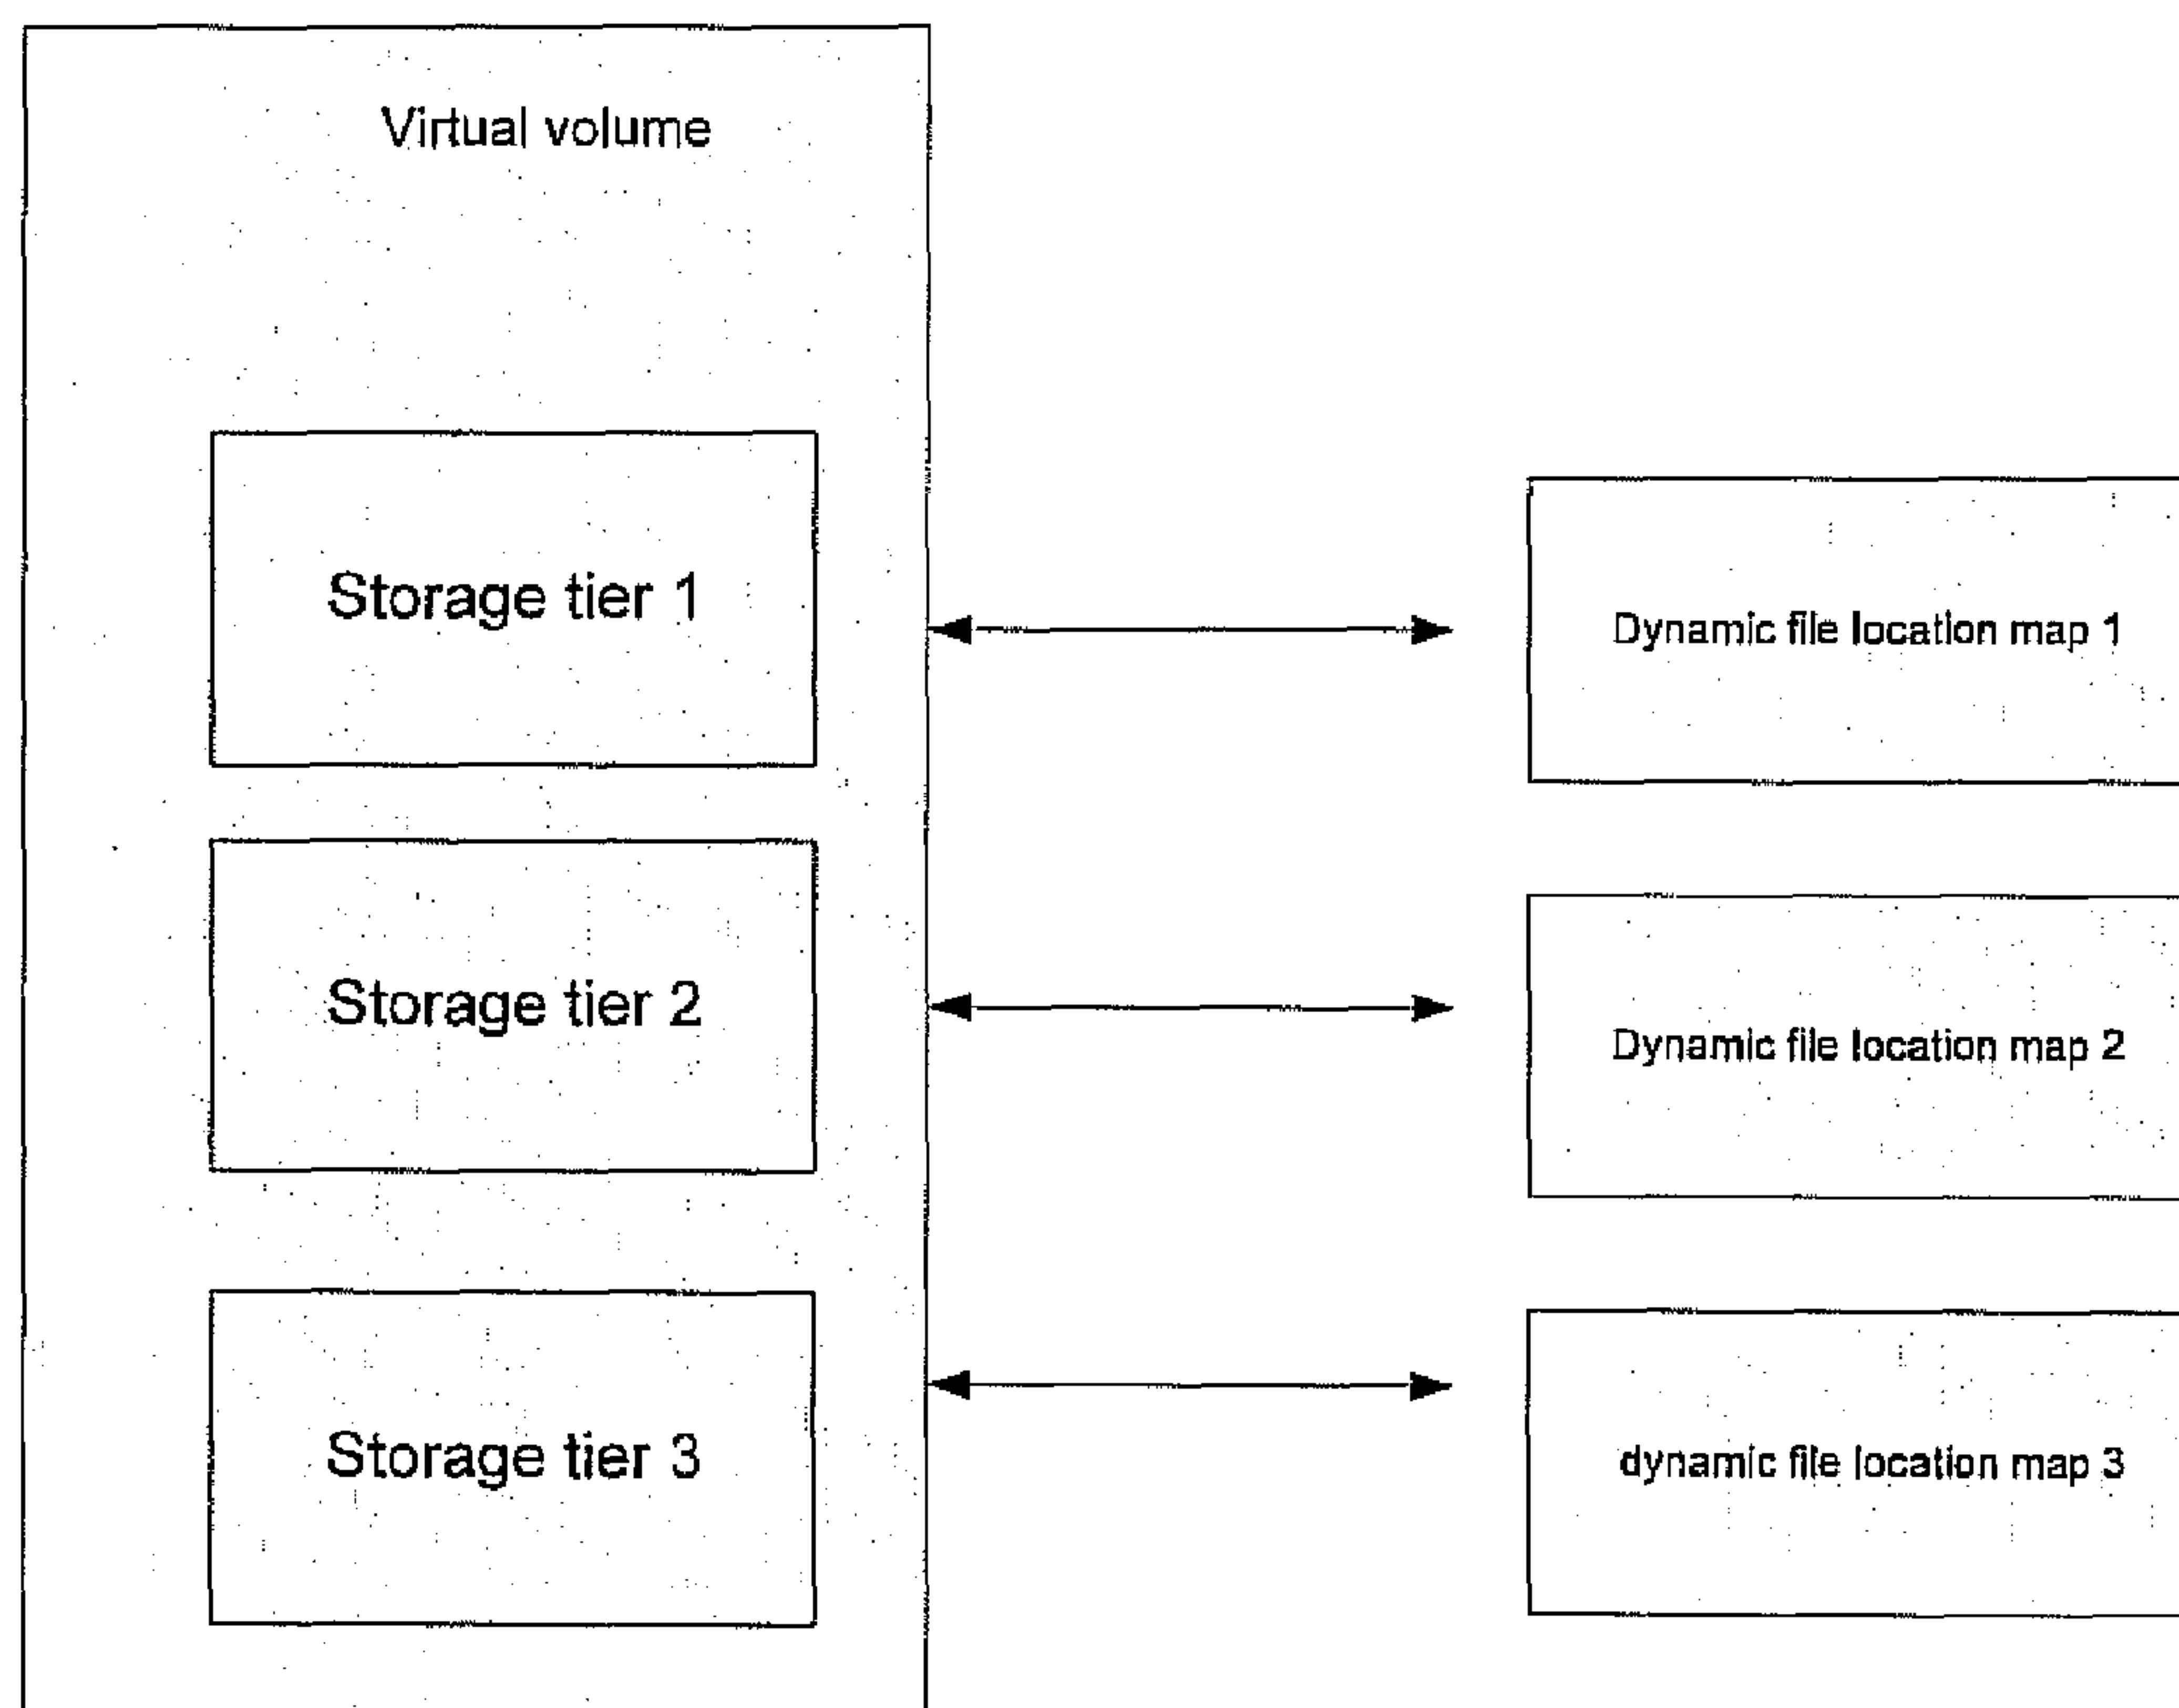 Virtual volume
Storage tier 1
Dynamic file location map 1
Storage tier 2
Dynamic file location map 2
Storage tier 3
dynamic file location map 3